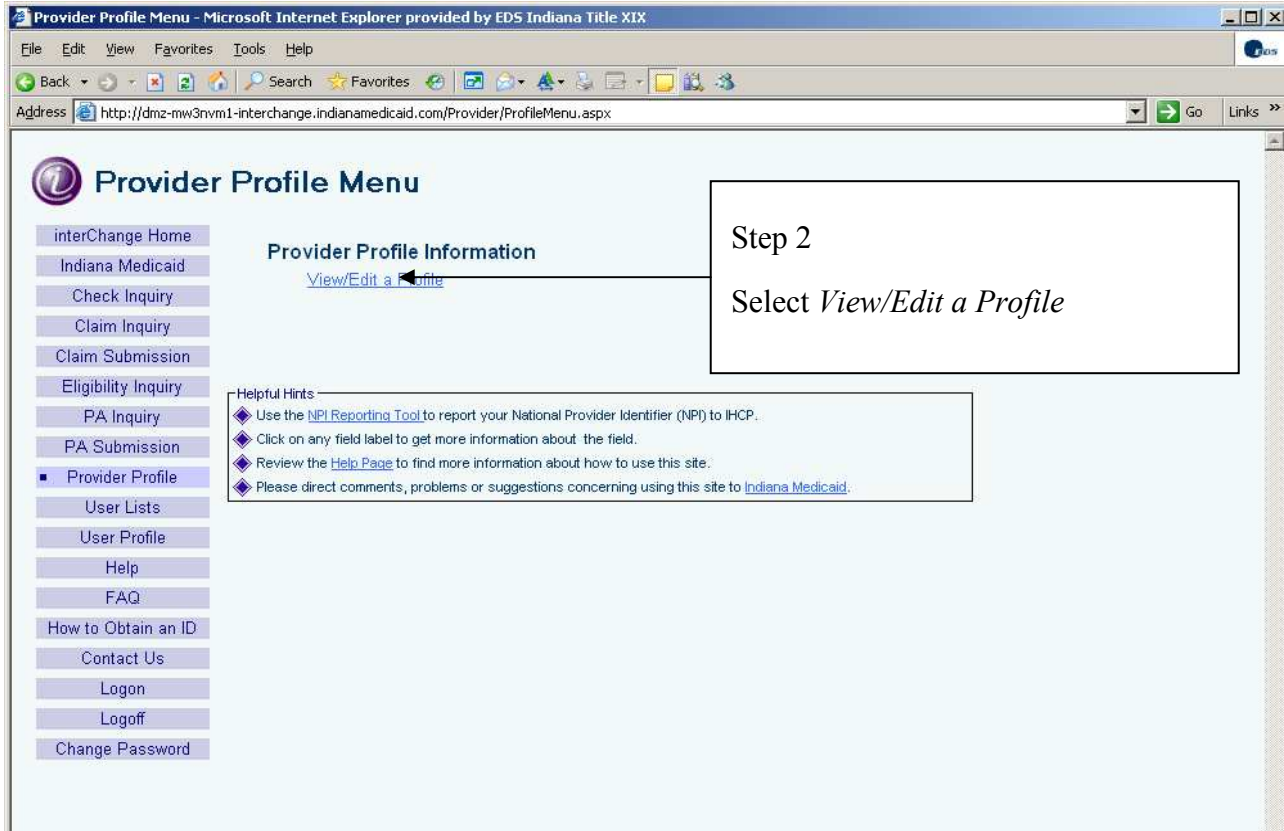 Provider Profile Menu - Microsoft Internet Explorer provided by EDS Indiana Title XIX
File Edit View Favorites Tools Help
Back Search Favorites
Address http://dmz-mw3nvm1-interchange.indianamedicaid.com/Provider/ProfileMenu.aspx Go Links »
Provider Profile Menu
interChange Home
Indiana Medicaid
Check Inquiry
Claim Inquiry
Claim Submission
Eligibility Inquiry
PA Inquiry
PA Submission
Provider Profile
User Lists
User Profile
Help
FAQ
How to Obtain an ID
Contact Us
Logon
Logoff
Change Password
Provider Profile Information
View/Edit a Profile
Step 2
Select View/Edit a Profile
Helpful Hints
Use the NPI Reporting Tool to report your National Provider Identifier (NPI) to IHCP.
Click on any field label to get more information about the field.
Review the Help Page to find more information about how to use this site.
Please direct comments, problems or suggestions concerning using this site to Indiana Medicaid.